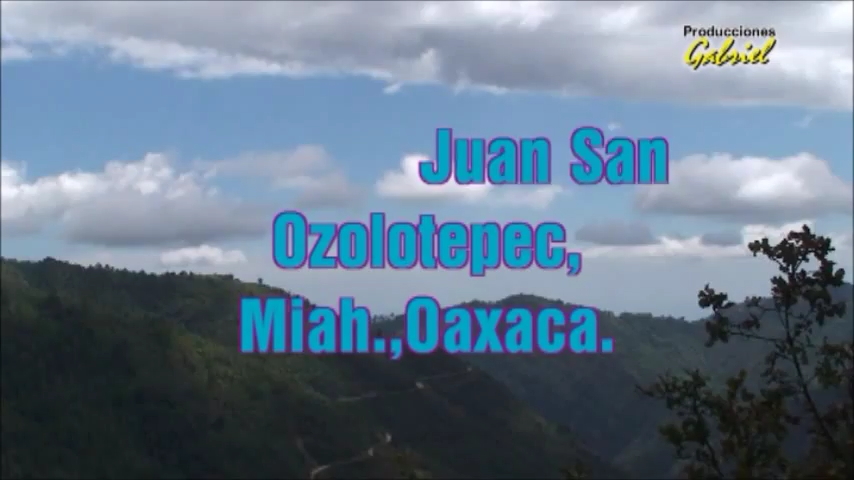 Producciones
Gabriel
Juan San
Ozolotepec,
Miah.,Oaxaca.